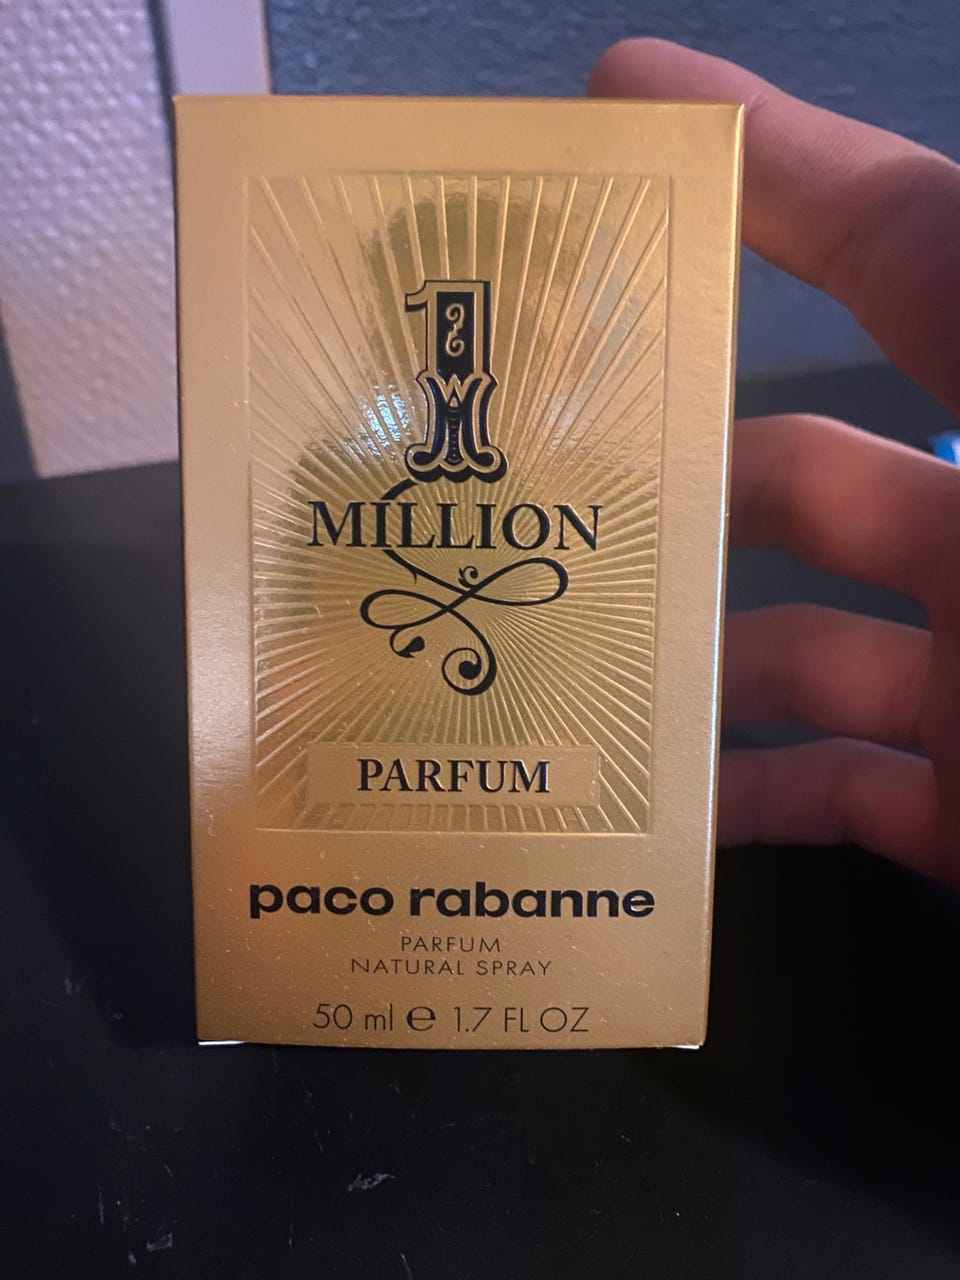 1
MILLION
PARFUM
paco rabanne
PARFUM
NATURAL SPRAY
50 ml ℮ 1.7 FL OZ